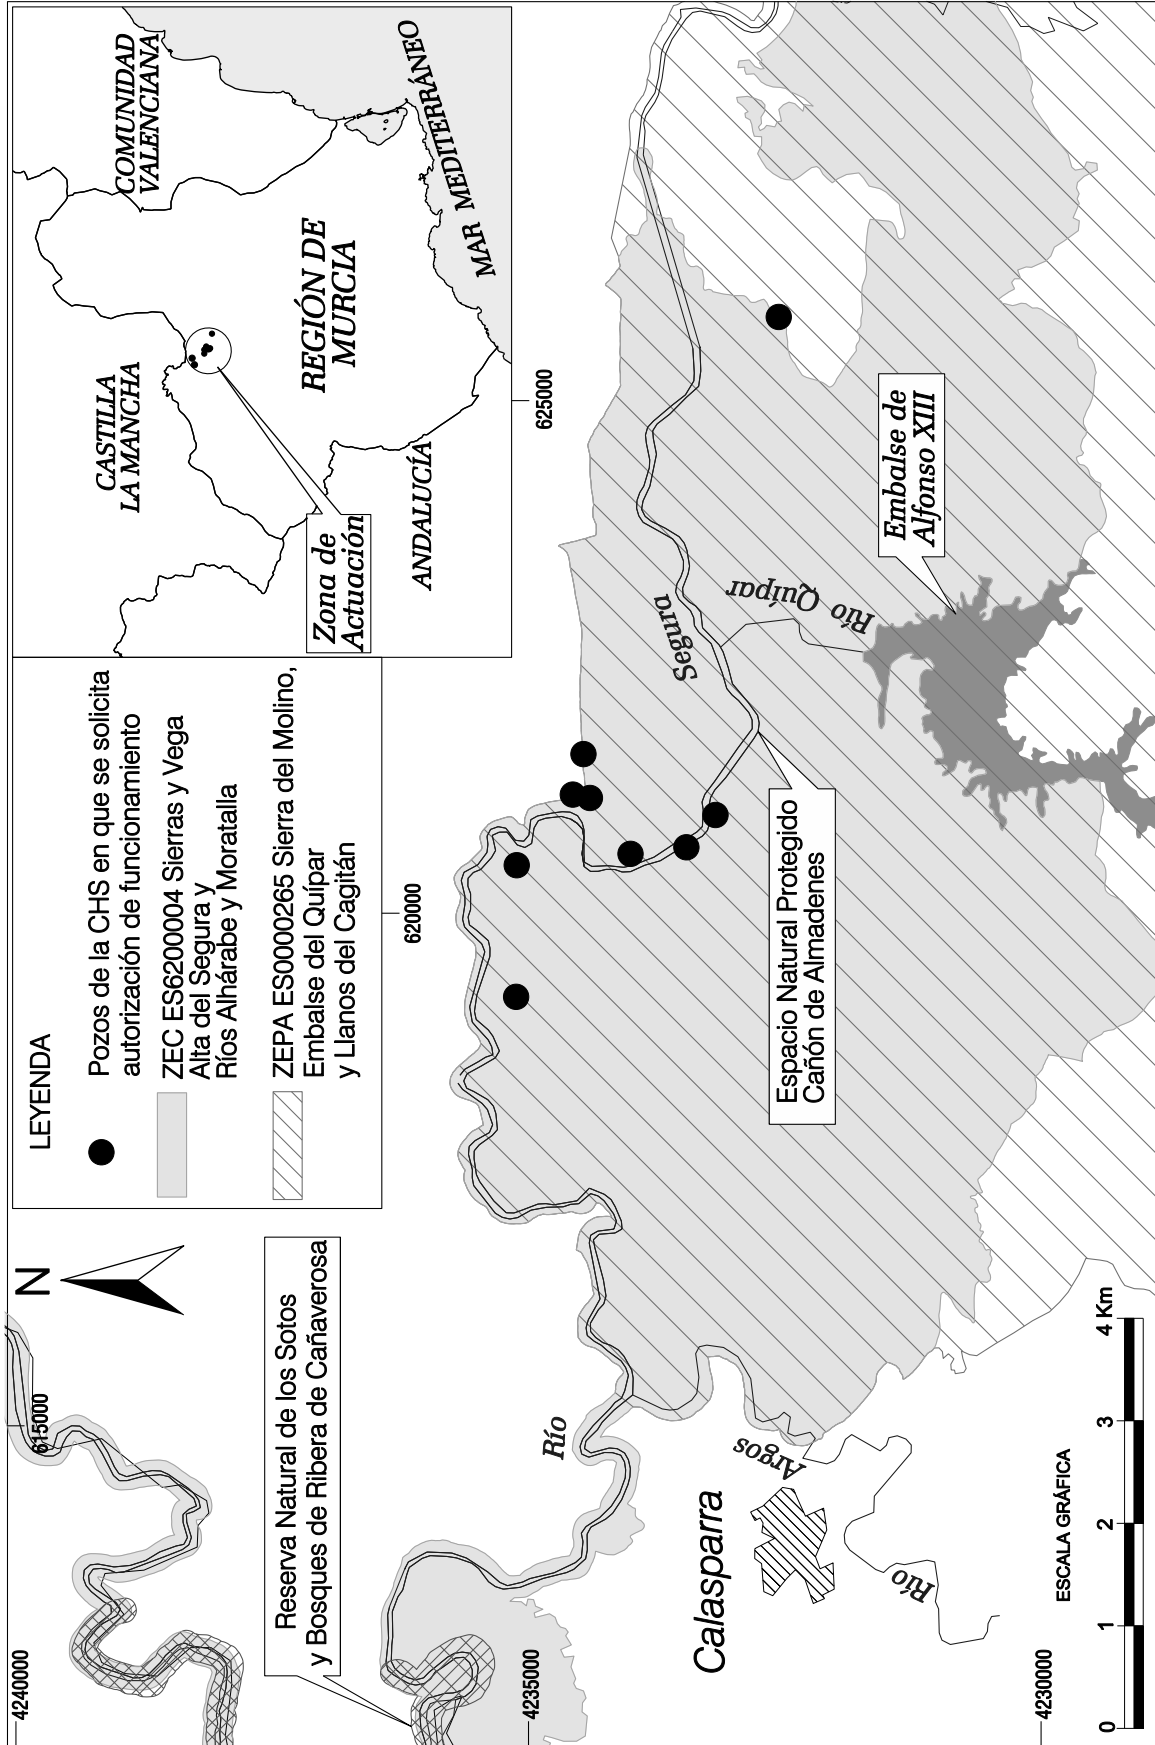 N
LEYENDA
Pozos de la CHS en que se solicita
autorización de funcionamiento
ZEC ES6200004 Sierras y Vega
Alta del Segura y
Ríos Alhárabe y Moratalla
ZEPA ES0000265 Sierra del Molino,
Embalse del Quípar
y Llanos del Cagitán
COMUNIDAD
VALENCIANA
CASTILLA
LA MANCHA
REGIÓN DE
MURCIA
MAR MEDITERRÁNEO
ANDALUCÍA
Zona de
Actuación
4240000
4235000
4230000
615000
620000
625000
Reserva Natural de los Sotos
y Bosques de Ribera de Cañaverosa
Río
Segura
Río Quípar
Embalse de
Alfonso XIII
Espacio Natural Protegido
Cañón de Almadenes
Calasparra
Argos
Río
ESCALA GRÁFICA
0
1
2
3
4 Km